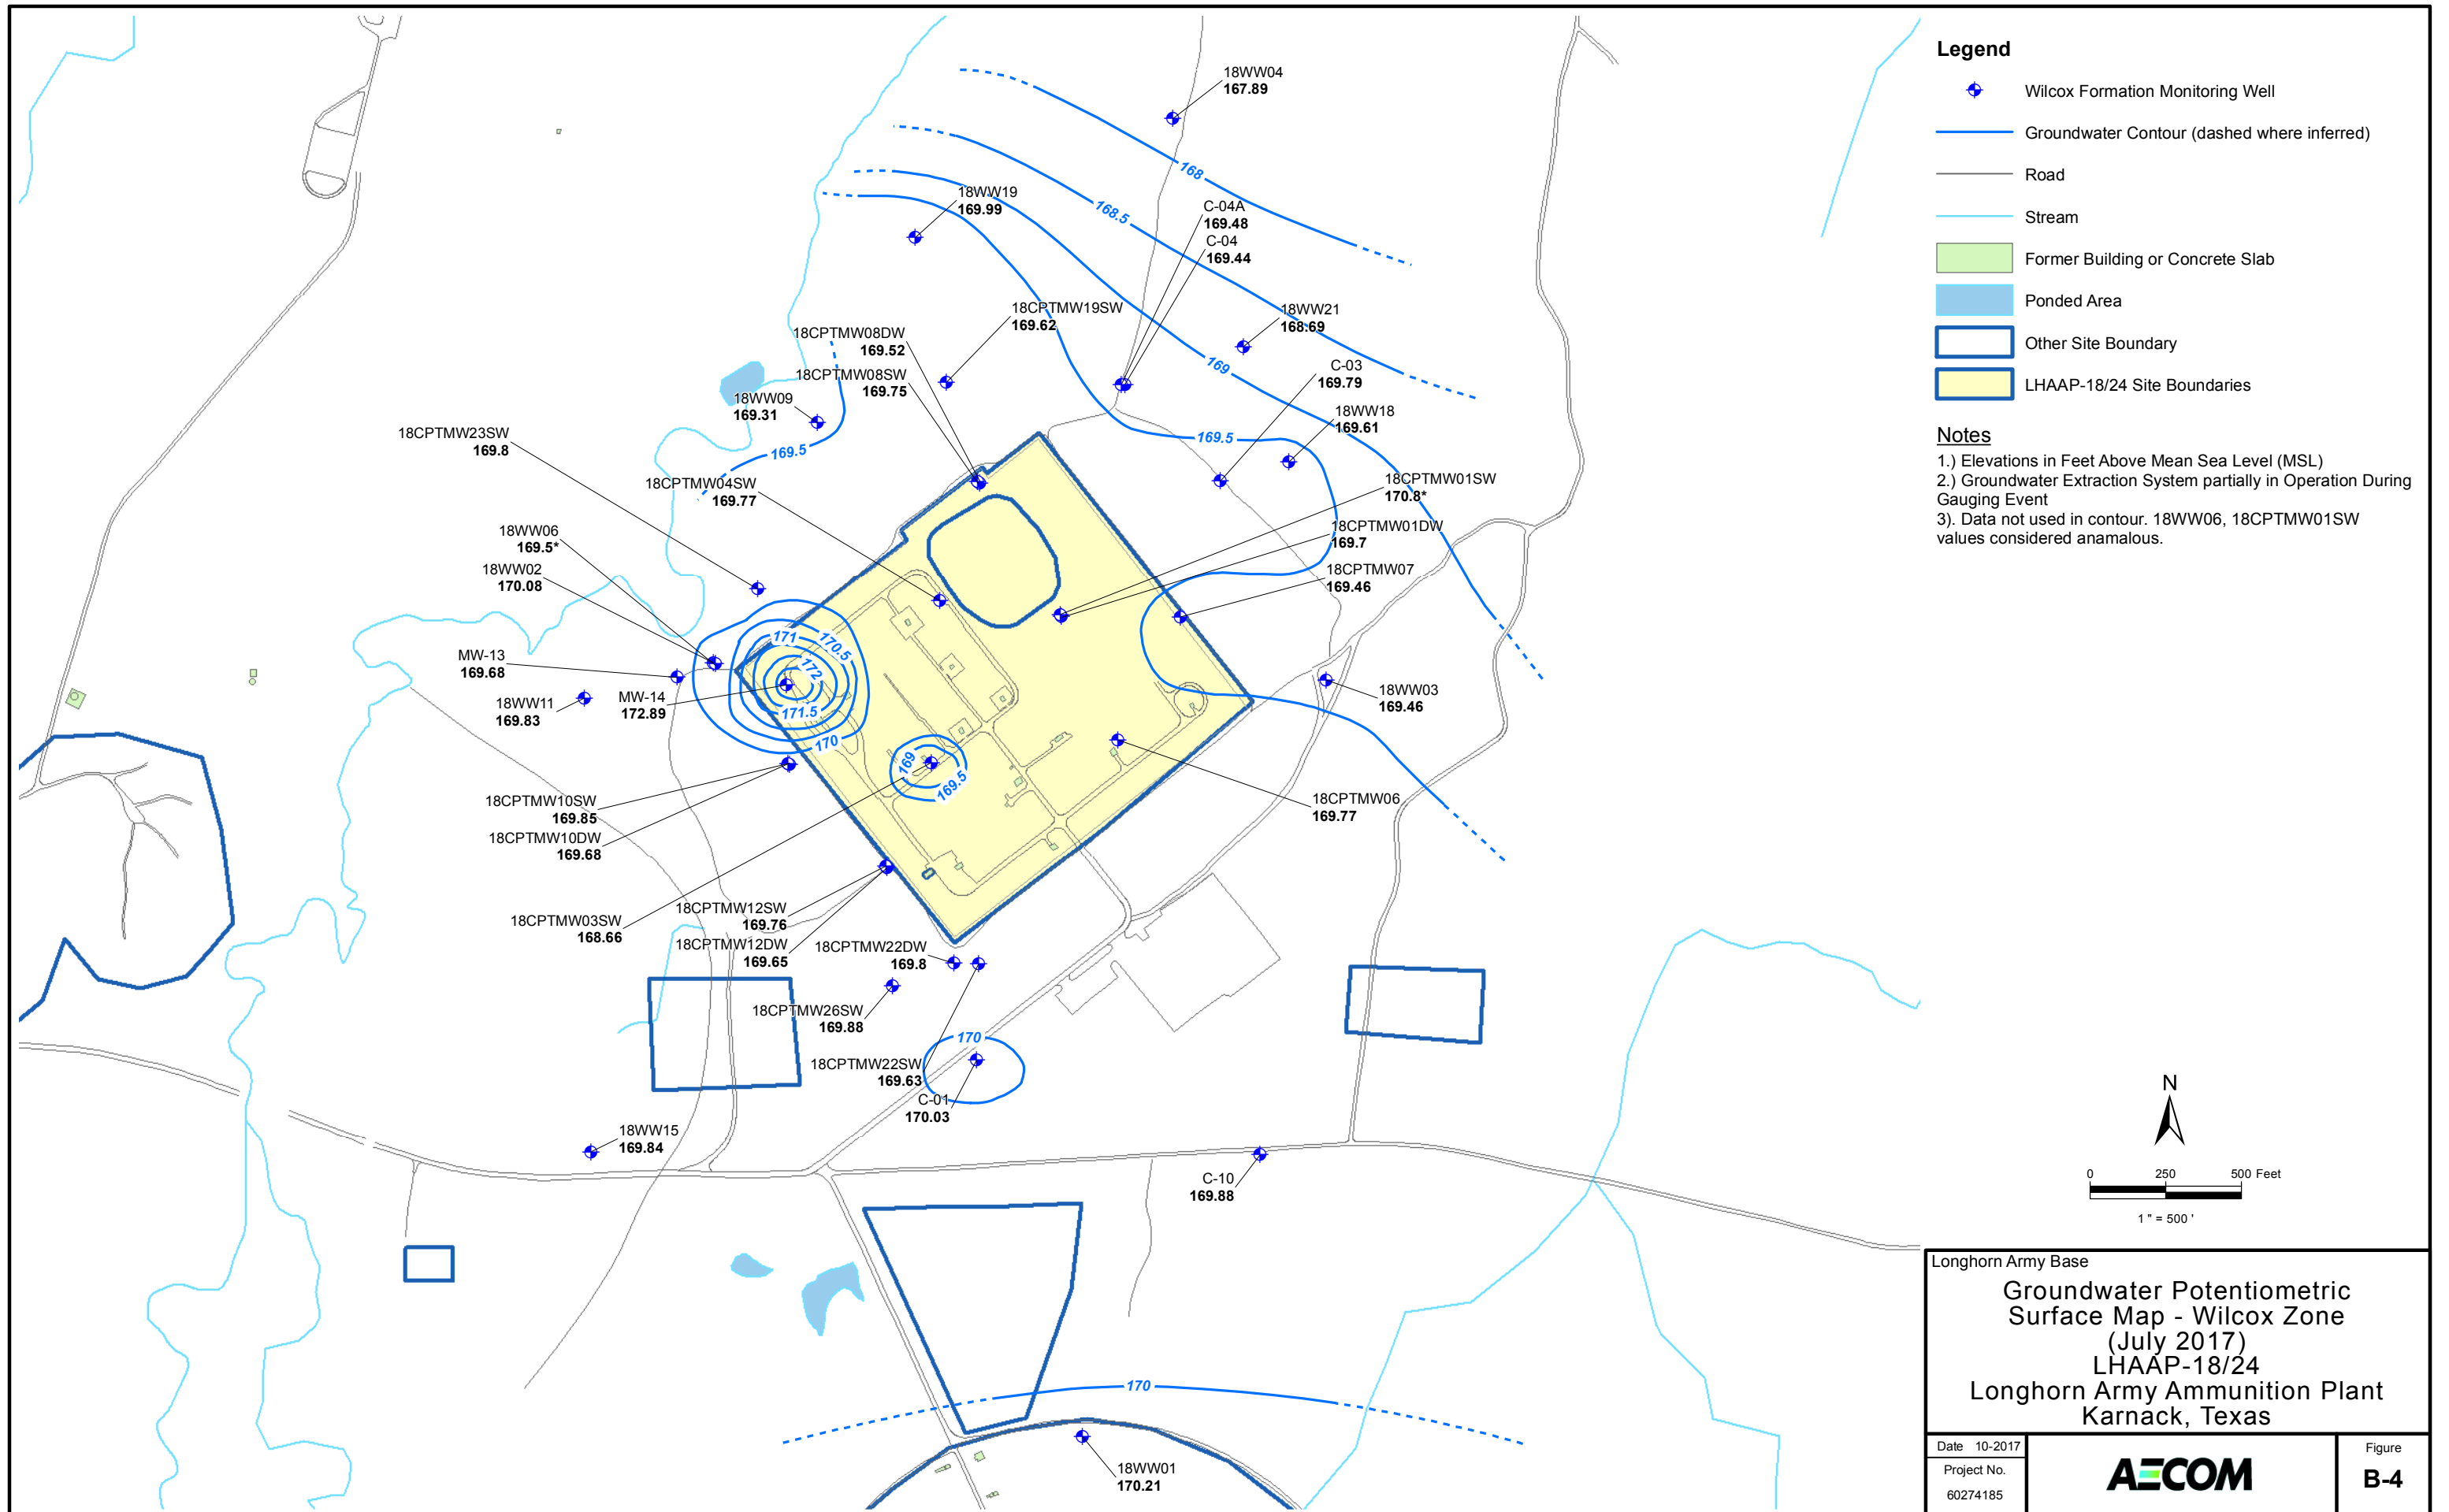 18WW04
167.89
168
18WW19
169.99
168.5
C-04A
169.48
C-04
169.44
18CPTMW19SW
169.62
18WW21
168.69
18CPTMW08DW
169.52
18CPTMW08SW
169.75
169
C-03
169.79
18WW09
169.31
18WW18
169.61
18CPTMW23SW
169.8
169.5
169.5
18CPTMW04SW
169.77
18CPTMW01SW
170.8*
18WW06
169.5*
18CPTMW01DW
169.7
18WW02
170.08
18CPTMW07
169.46
MW-13
169.68
171
170.5
172
18WW11
169.83
MW-14
172.89
171.5
170
18WW03
169.46
169
169.5
18CPTMW10SW
169.85
18CPTMW06
169.77
18CPTMW10DW
169.68
18CPTMW03SW
168.66
18CPTMW12SW
169.76
18CPTMW12DW
169.65
18CPTMW22DW
169.8
18CPTMW26SW
169.88
170
18CPTMW22SW
169.63
C-01
170.03
18WW15
169.84
C-10
169.88
170
18WW01
170.21
Legend
Wilcox Formation Monitoring Well
Groundwater Contour (dashed where inferred)
Road
Stream
Former Building or Concrete Slab
Ponded Area
Other Site Boundary
LHAAP-18/24 Site Boundaries
Notes
1.) Elevations in Feet Above Mean Sea Level (MSL)
2.) Groundwater Extraction System partially in Operation During
Gauging Event
3). Data not used in contour. 18WW06, 18CPTMW01SW
values considered anamalous.
N
0 250 500 Feet
1 " = 500 '
Longhorn Army Base
Groundwater Potentiometric
Surface Map - Wilcox Zone
(July 2017)
LHAAP-18/24
Longhorn Army Ammunition Plant
Karnack, Texas
Date 10-2017
Project No.
60274185
AECOM
Figure
B-4